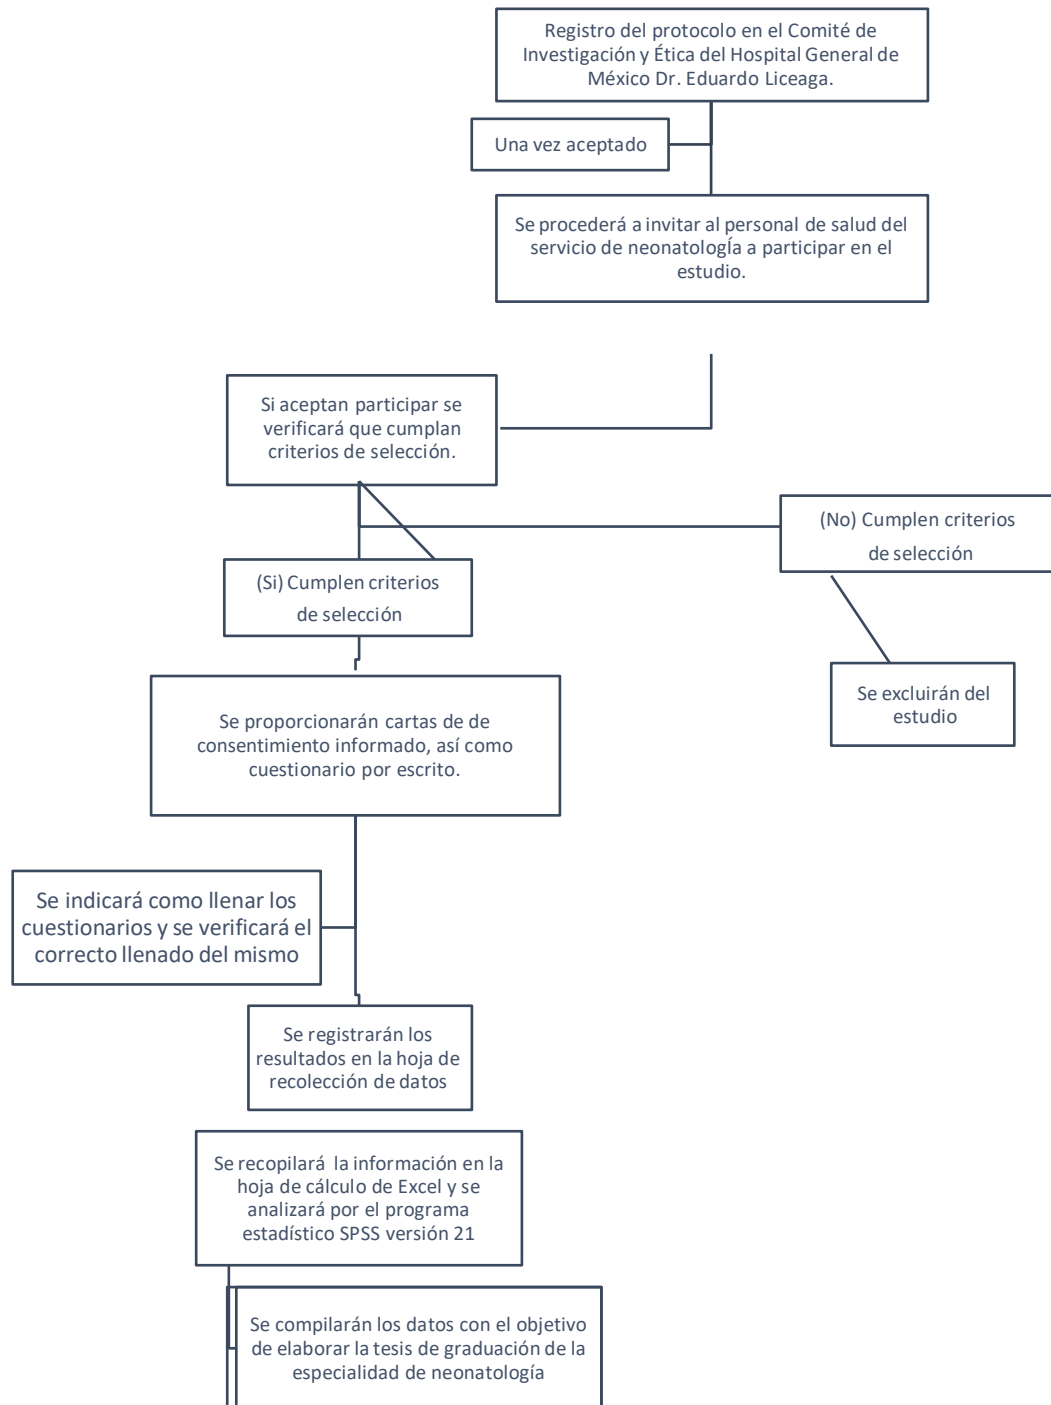 Registro del protocolo en el Comité de
Investigación y Ética del Hospital General de
México Dr. Eduardo Liceaga.
Una vez aceptado
Se procederá a invitar al personal de salud del
servicio de neonatología a participar en el
estudio.
Si aceptan participar se
verificará que cumplan
criterios de selección.
(No) Cumplen criterios
de selección
(Si) Cumplen criterios
de selección
Se excluirán del
estudio
Se proporcionarán cartas de de
consentimiento informado, así como
cuestionario por escrito.
Se indicará como llenar los
cuestionarios y se verificará el
correcto llenado del mismo
Se registrarán los
resultados en la hoja de
recolección de datos
Se recopilará la información en la
hoja de cálculo de Excel y se
analizará por el programa
estadístico SPSS versión 21
Se compilarán los datos con el objetivo
de elaborar la tesis de graduación de la
especialidad de neonatología